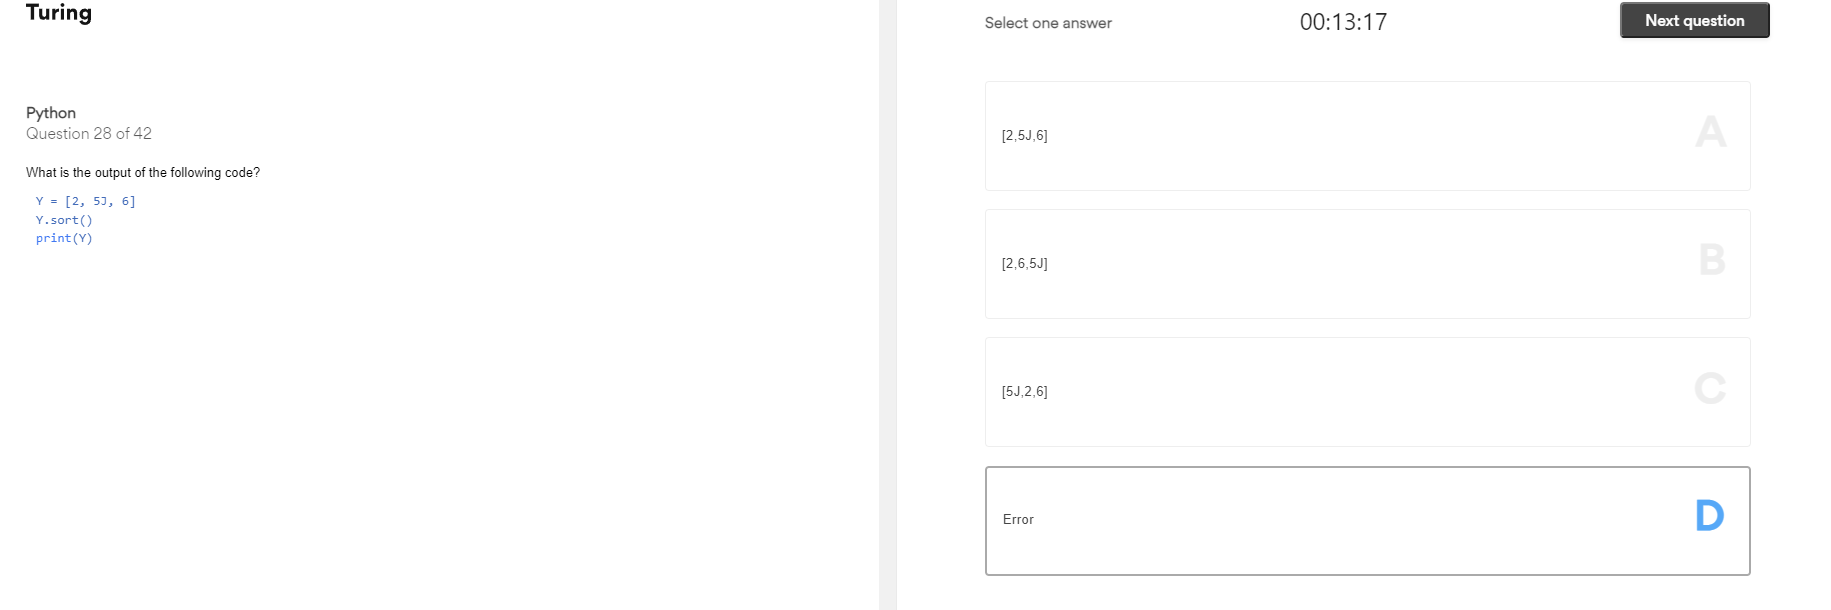 Turing
Select one answer
00:13:17
Next question
Python
Question 28 of 42
What is the output of the following code?
Y = [2, 5J, 6]
Y.sort()
print(Y)
[2,5J,6]
A
[2,6,5J]
B
[5J,2,6]
C
Error
D